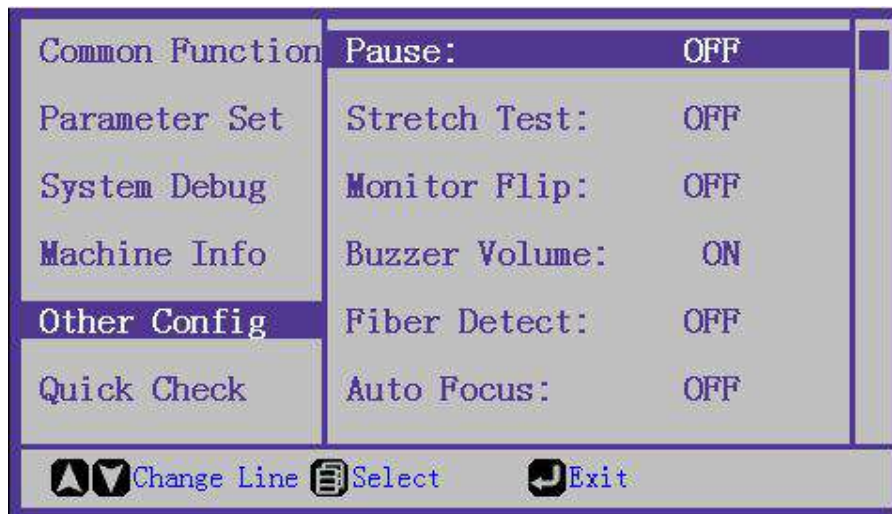 Common Function Pause: OFF
Parameter Set Stretch Test: OFF
System Debug Monitor Flip: OFF
Machine Info Buzzer Volume: ON
Other Config Fiber Detect: OFF
Quick Check Auto Focus: OFF
Change Line Select Exit